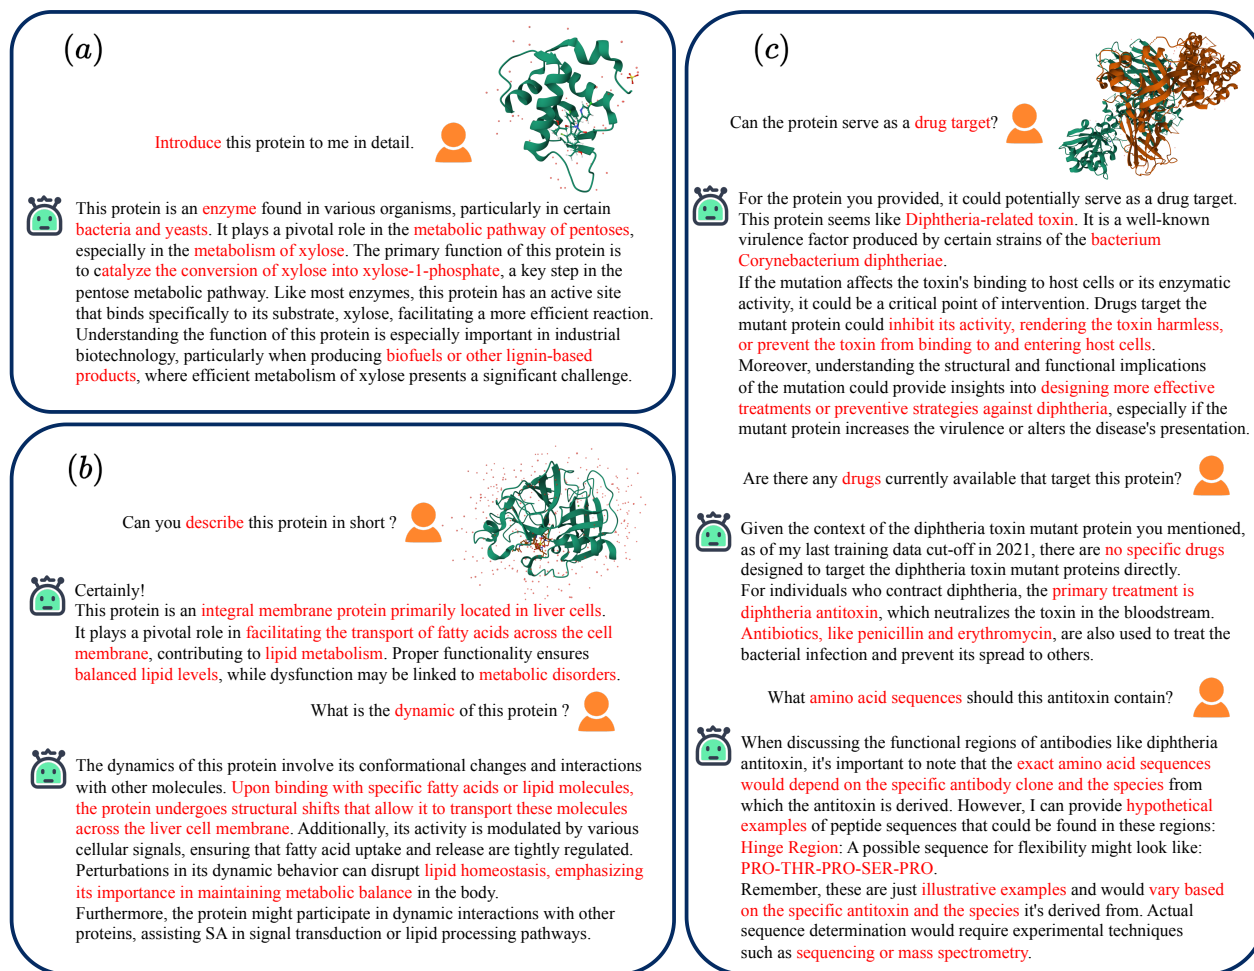 (a)
Introduce this protein to me in detail.
This protein is an enzyme found in various organisms, particularly in certain
bacteria and yeasts. It plays a pivotal role in the metabolic pathway of pentoses,
especially in the metabolism of xylose. The primary function of this protein is
to catalyze the conversion of xylose into xylose-1-phosphate, a key step in the
pentose metabolic pathway. Like most enzymes, this protein has an active site
that binds specifically to its substrate, xylose, facilitating a more efficient reaction.
Understanding the function of this protein is especially important in industrial
biotechnology, particularly when producing biofuels or other lignin-based
products, where efficient metabolism of xylose presents a significant challenge.
(b)
Can you describe this protein in short ?
Certainly!
This protein is an integral membrane protein primarily located in liver cells.
It plays a pivotal role in facilitating the transport of fatty acids across the cell
membrane, contributing to lipid metabolism. Proper functionality ensures
balanced lipid levels, while dysfunction may be linked to metabolic disorders.
What is the dynamic of this protein ?
The dynamics of this protein involve its conformational changes and interactions
with other molecules. Upon binding with specific fatty acids or lipid molecules,
the protein undergoes structural shifts that allow it to transport these molecules
across the liver cell membrane. Additionally, its activity is modulated by various
cellular signals, ensuring that fatty acid uptake and release are tightly regulated.
Perturbations in its dynamic behavior can disrupt lipid homeostasis, emphasizing
its importance in maintaining metabolic balance in the body.
Furthermore, the protein might participate in dynamic interactions with other
proteins, assisting SA in signal transduction or lipid processing pathways.
(c)
Can the protein serve as a drug target?
For the protein you provided, it could potentially serve as a drug target.
This protein seems like Diphtheria-related toxin. It is a well-known
virulence factor produced by certain strains of the bacterium
Corynebacterium diphtheriae.
If the mutation affects the toxin's binding to host cells or its enzymatic
activity, it could be a critical point of intervention. Drugs target the
mutant protein could inhibit its activity, rendering the toxin harmless,
or prevent the toxin from binding to and entering host cells.
Moreover, understanding the structural and functional implications
of the mutation could provide insights into designing more effective
treatments or preventive strategies against diphtheria, especially if the
mutant protein increases the virulence or alters the disease's presentation.
Are there any drugs currently available that target this protein?
Given the context of the diphtheria toxin mutant protein you mentioned,
as of my last training data cut-off in 2021, there are no specific drugs
designed to target the diphtheria toxin mutant proteins directly.
For individuals who contract diphtheria, the primary treatment is
diphtheria antitoxin, which neutralizes the toxin in the bloodstream.
Antibiotics, like penicillin and erythromycin, are also used to treat the
bacterial infection and prevent its spread to others.
What amino acid sequences should this antitoxin contain?
When discussing the functional regions of antibodies like diphtheria
antitoxin, it's important to note that the exact amino acid sequences
would depend on the specific antibody clone and the species from
which the antitoxin is derived. However, I can provide hypothetical
examples of peptide sequences that could be found in these regions:
Hinge Region: A possible sequence for flexibility might look like:
PRO-THR-PRO-SER-PRO.
Remember, these are just illustrative examples and would vary based
on the specific antitoxin and the species it's derived from. Actual
sequence determination would require experimental techniques
such as sequencing or mass spectrometry.